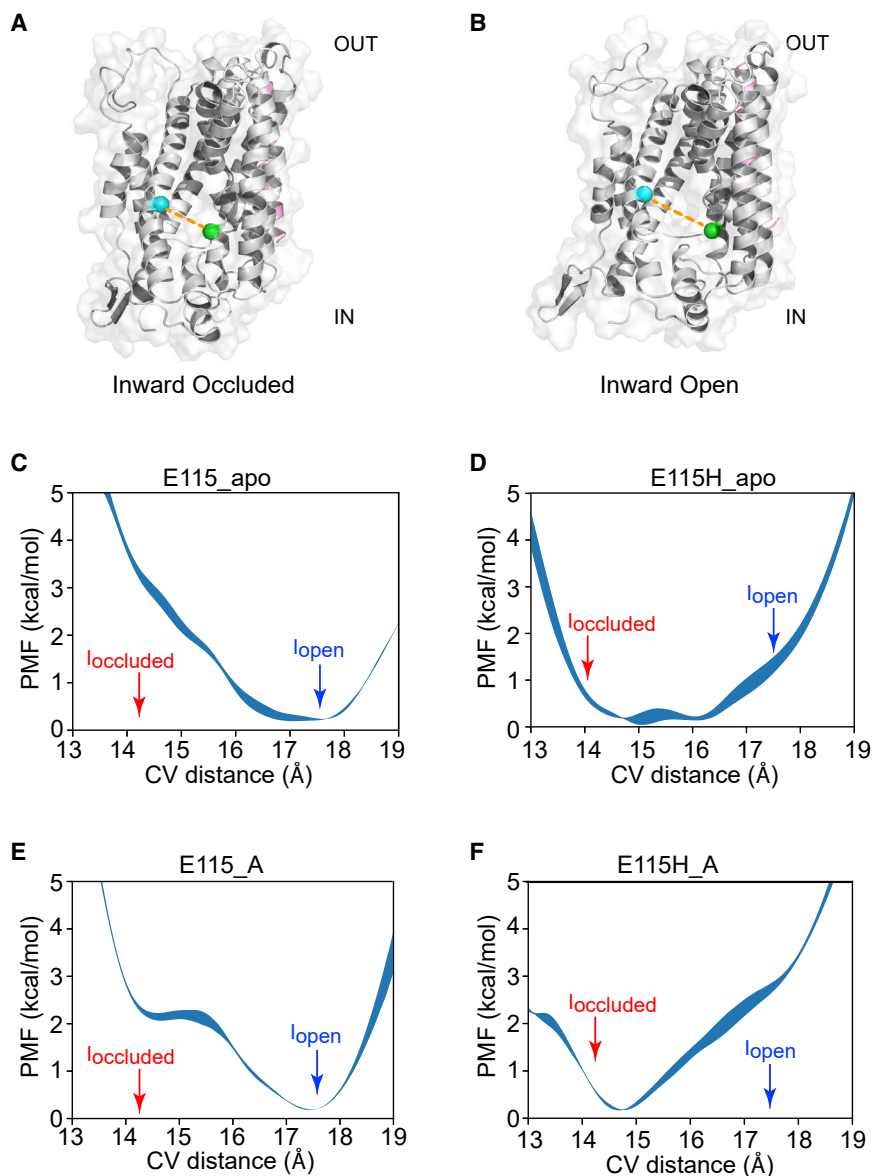 A
OUT
IN
Inward Occluded
B
OUT
IN
Inward Open
C
E115_apo
PMF (kcal/mol)
5
4
3
2
1
0
Ioccluded
Iopen
13 14 15 16 17 18 19
CV distance (Å)
D
E115H_apo
PMF (kcal/mol)
5
4
3
2
1
0
Ioccluded
Iopen
13 14 15 16 17 18 19
CV distance (Å)
E
E115_A
PMF (kcal/mol)
5
4
3
2
1
0
Ioccluded
Iopen
13 14 15 16 17 18 19
CV distance (Å)
F
E115H_A
PMF (kcal/mol)
5
4
3
2
1
0
Ioccluded
Iopen
13 14 15 16 17 18 19
CV distance (Å)